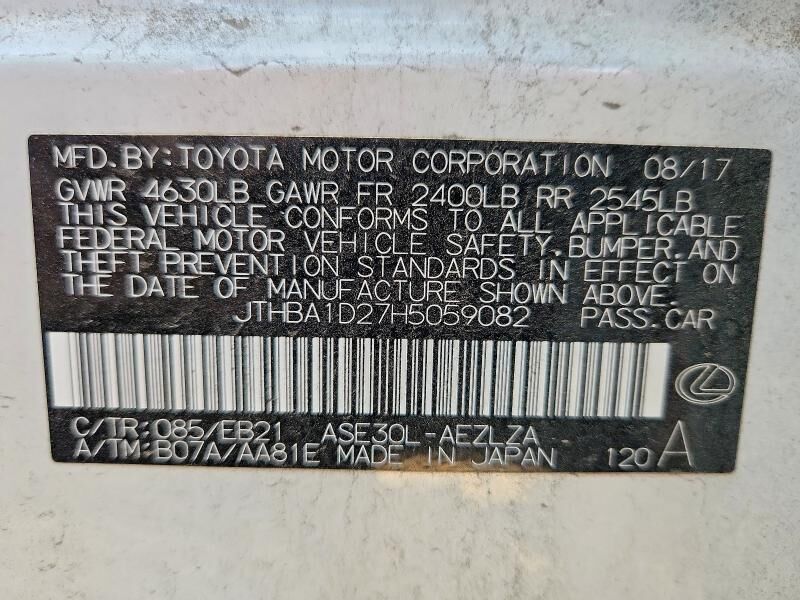 MFD. BY: TOYOTA MOTOR CORPORATION 08/17
GVWR 4630LB GAWR FR 2400LB RR 2545LB
THIS VEHICLE CONFORMS TO ALL APPLICABLE
FEDERAL MOTOR VEHICLE SAFETY, BUMPER, AND
THEFT PREVENTION STANDARDS IN EFFECT ON
THE DATE OF MANUFACTURE SHOWN ABOVE.
JTHBA1D27H5059082 PASS. CAR
C/TR: 085/EB21 ASE30L-AEZLZA
A/TM: B07A/AA81E MADE IN JAPAN 120 A